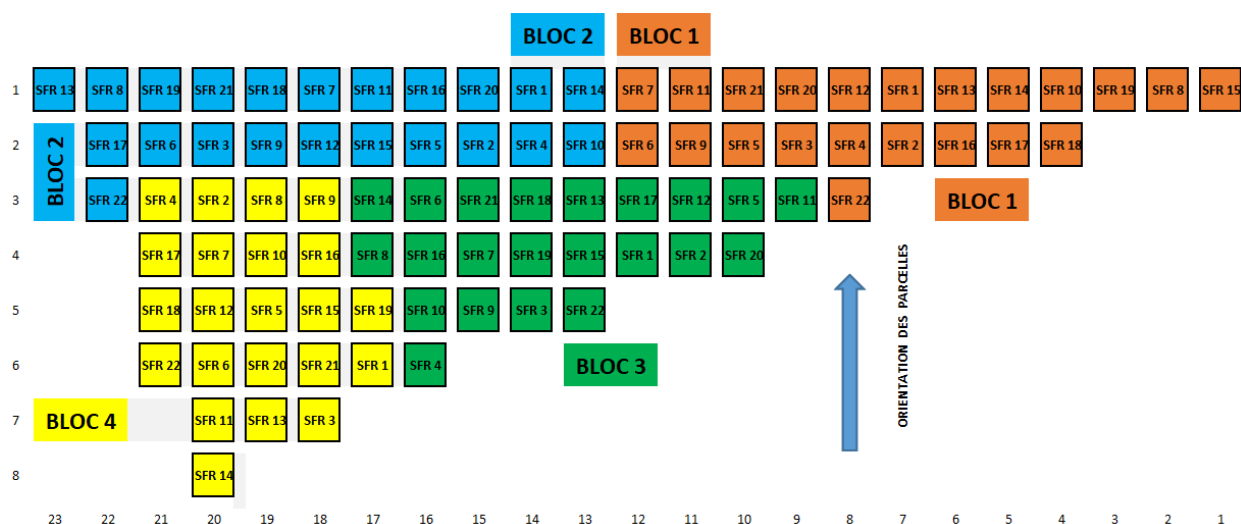 BLOC 2 BLOC 1
1 SFR 13 SFR 8 SFR 19 SFR 21 SFR 18 SFR 7 SFR 11 SFR 16 SFR 20 SFR 1 SFR 14 SFR 7 SFR 11 SFR 21 SFR 20 SFR 12 SFR 1 SFR 13 SFR 14 SFR 10 SFR 19 SFR 8 SFR 15
2 SFR 17 SFR 6 SFR 3 SFR 9 SFR 12 SFR 15 SFR 5 SFR 2 SFR 4 SFR 10 SFR 6 SFR 9 SFR 5 SFR 3 SFR 4 SFR 2 SFR 16 SFR 17 SFR 18
BLOC 2
3 SFR 22 SFR 4 SFR 2 SFR 8 SFR 9 SFR 14 SFR 6 SFR 21 SFR 18 SFR 13 SFR 17 SFR 12 SFR 5 SFR 11 SFR 22 BLOC 1
4 SFR 17 SFR 7 SFR 10 SFR 16 SFR 8 SFR 16 SFR 7 SFR 19 SFR 15 SFR 1 SFR 2 SFR 20
ORIENTATION DES PARCELLES
5 SFR 18 SFR 12 SFR 5 SFR 15 SFR 19 SFR 10 SFR 9 SFR 3 SFR 22
6 SFR 22 SFR 6 SFR 20 SFR 21 SFR 1 SFR 4 BLOC 3
7 BLOC 4 SFR 11 SFR 13 SFR 3
8 SFR 14
23 22 21 20 19 18 17 16 15 14 13 12 11 10 9 8 7 6 5 4 3 2 1